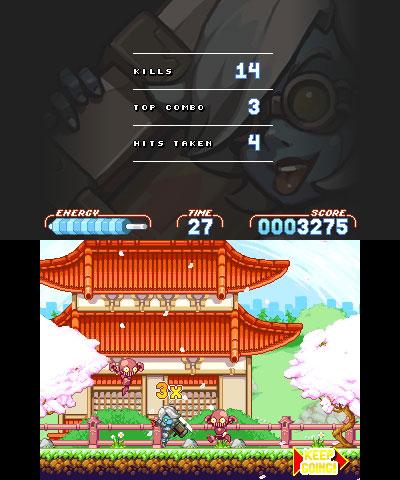 KILLS 14
TOP COMBO 3
HITS TAKEN 4
ENERGY TIME SCORE
27 0003275
3x
KEEP
GOING!